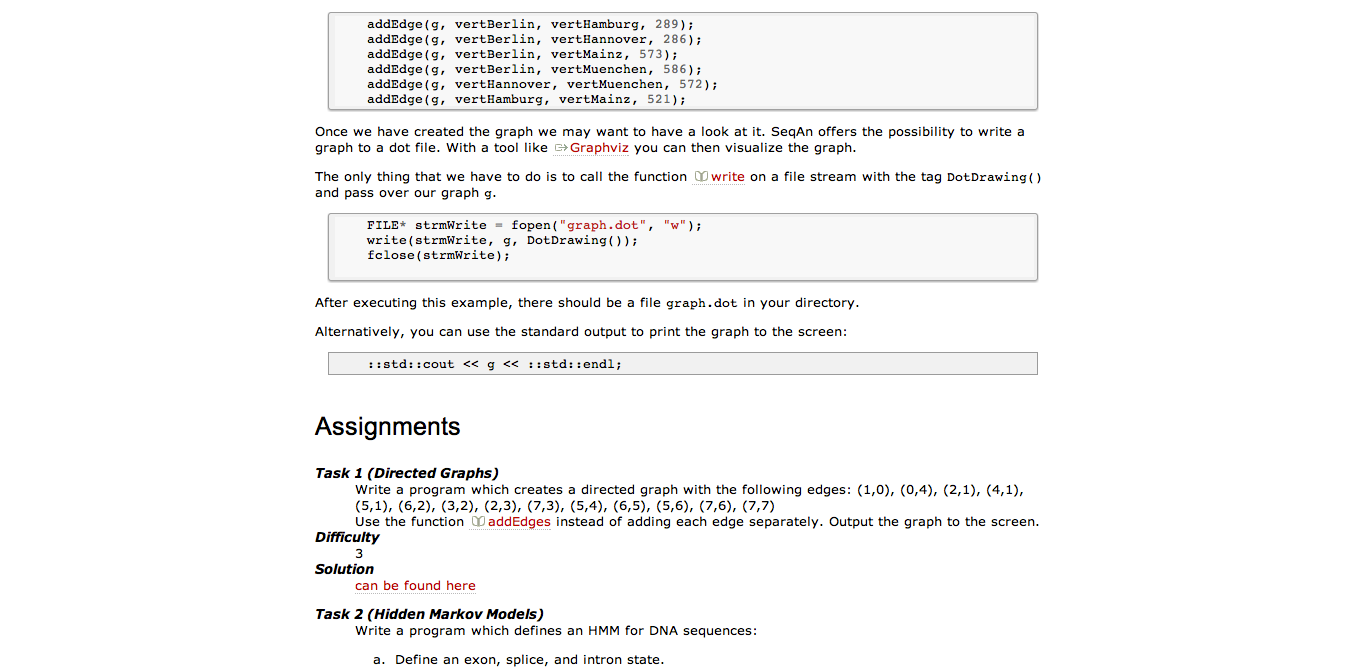 addEdge(g, vertBerlin, vertHamburg, 289);
addEdge(g, vertBerlin, vertHannover, 286);
addEdge(g, vertBerlin, vertMainz, 573);
addEdge(g, vertBerlin, vertMuenchen, 586);
addEdge(g, vertHannover, vertMuenchen, 572);
addEdge(g, vertHamburg, vertMainz, 521);
Once we have created the graph we may want to have a look at it. SeqAn offers the possibility to write a
graph to a dot file. With a tool like Graphviz you can then visualize the graph.
The only thing that we have to do is to call the function write on a file stream with the tag DotDrawing()
and pass over our graph g.
FILE* strmWrite = fopen("graph.dot", "w");
write(strmWrite, g, DotDrawing());
fclose(strmWrite);
After executing this example, there should be a file graph.dot in your directory.
Alternatively, you can use the standard output to print the graph to the screen:
::std::cout << g << ::std::endl;
Assignments
Task 1 (Directed Graphs)
Write a program which creates a directed graph with the following edges: (1,0), (0,4), (2,1), (4,1),
(5,1), (6,2), (3,2), (2,3), (7,3), (5,4), (6,5), (5,6), (7,6), (7,7)
Use the function addEdges instead of adding each edge separately. Output the graph to the screen.
Difficulty
3
Solution
can be found here
Task 2 (Hidden Markov Models)
Write a program which defines an HMM for DNA sequences:
a. Define an exon, splice, and intron state.